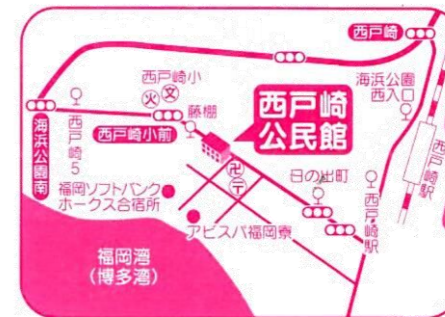 西戸崎
海浜公園
西入口
西戸崎小
火
文
藤棚
西戸崎
公民館
海浜公園南
西戸崎5
西戸崎小前
卍
〒
日の出町
西戸崎駅
西戸崎駅
福岡ソフトバンク
ホークス合宿所
アビスパ福岡寮
福岡湾
(博多湾)